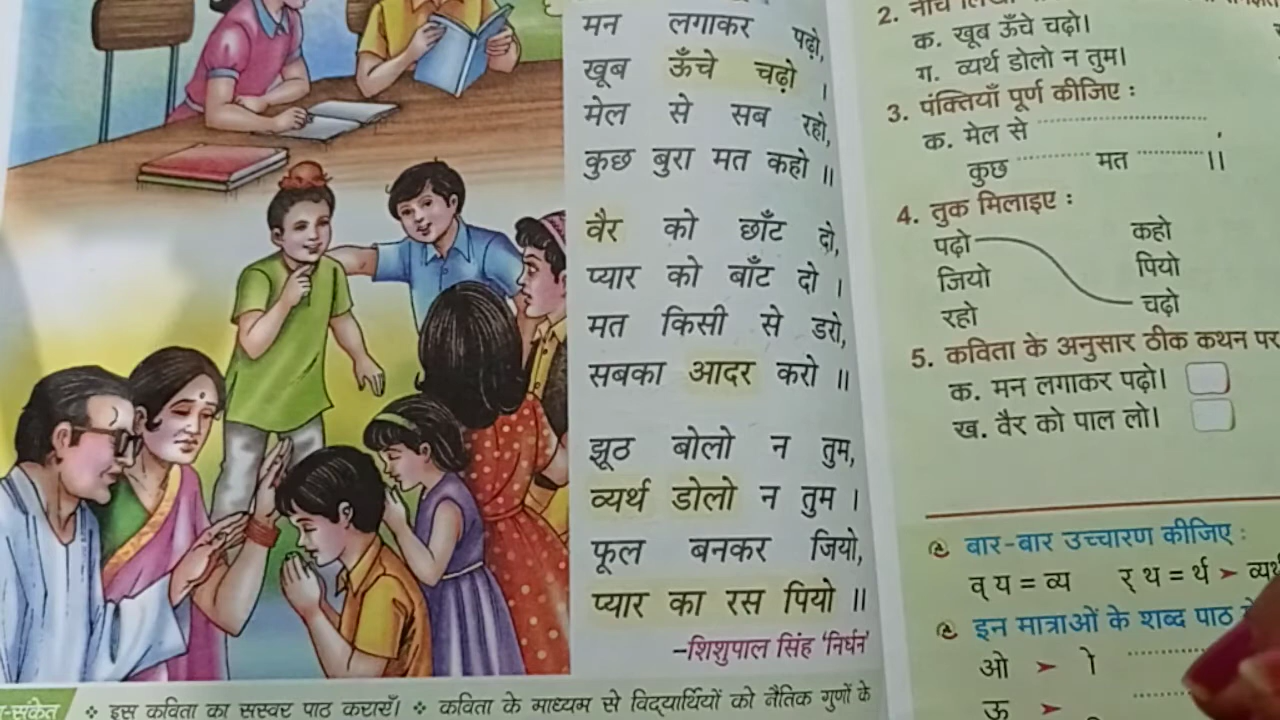 मन लगाकर पढ़ो,
खूब ऊँचे चढ़ो ।
मेल से सब रहो,
कुछ बुरा मत कहो ॥
वैर को छाँट दो,
प्यार को बाँट दो ।
मत किसी से डरो,
सबका आदर करो ॥
झूठ बोलो न तुम,
व्यर्थ डोलो न तुम ।
फूल बनकर जियो,
प्यार का रस पियो ॥
–शिशुपाल सिंह 'निर्धन'
❖ इस कविता का सस्वर पाठ कराएँ। ❖ कविता के माध्यम से विद्यार्थियों को नैतिक गुणों के
2. नीचे
क. खूब ऊँचे चढ़ो।
ग. व्यर्थ डोलो न तुम।
3. पंक्तियाँ पूर्ण कीजिए :
क. मेल से ....................
कुछ ............ मत ............ ।।
4. तुक मिलाइए :
पढ़ो कहो
जियो पियो
रहो चढ़ो
5. कविता के अनुसार ठीक कथन पर
क. मन लगाकर पढ़ो।
ख. वैर को पाल लो।
बार-बार उच्चारण कीजिए :
व् य = व्य र् थ = र्थ ➤ व्यर्थ
इन मात्राओं के शब्द पाठ
ओ ➤ ो ............
ऊ ➤ ............